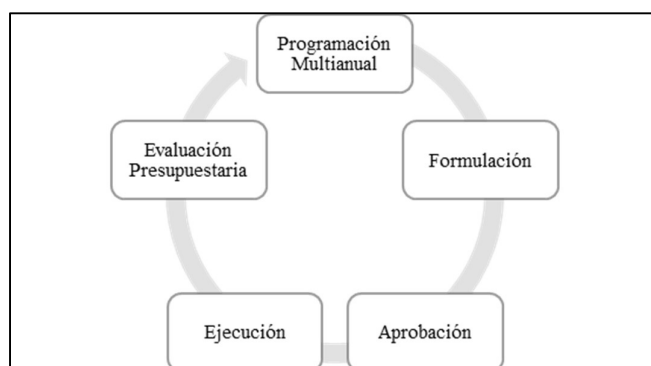 Programación
Multianual
Formulación
Aprobación
Ejecución
Evaluación
Presupuestaria